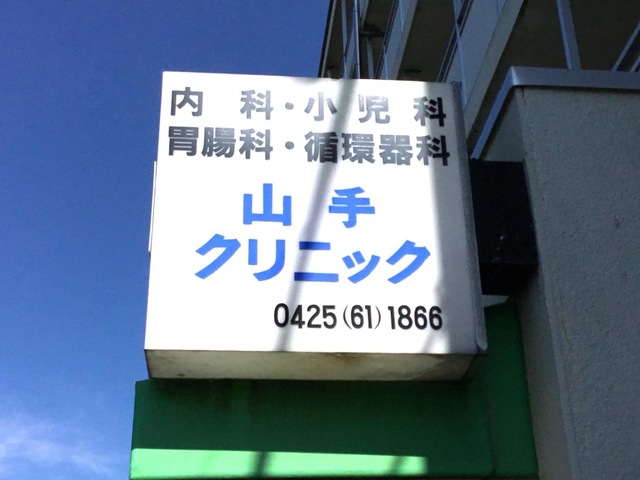 内科・小児科
胃腸科・循環器科
山手
クリニック
0425(61)1866